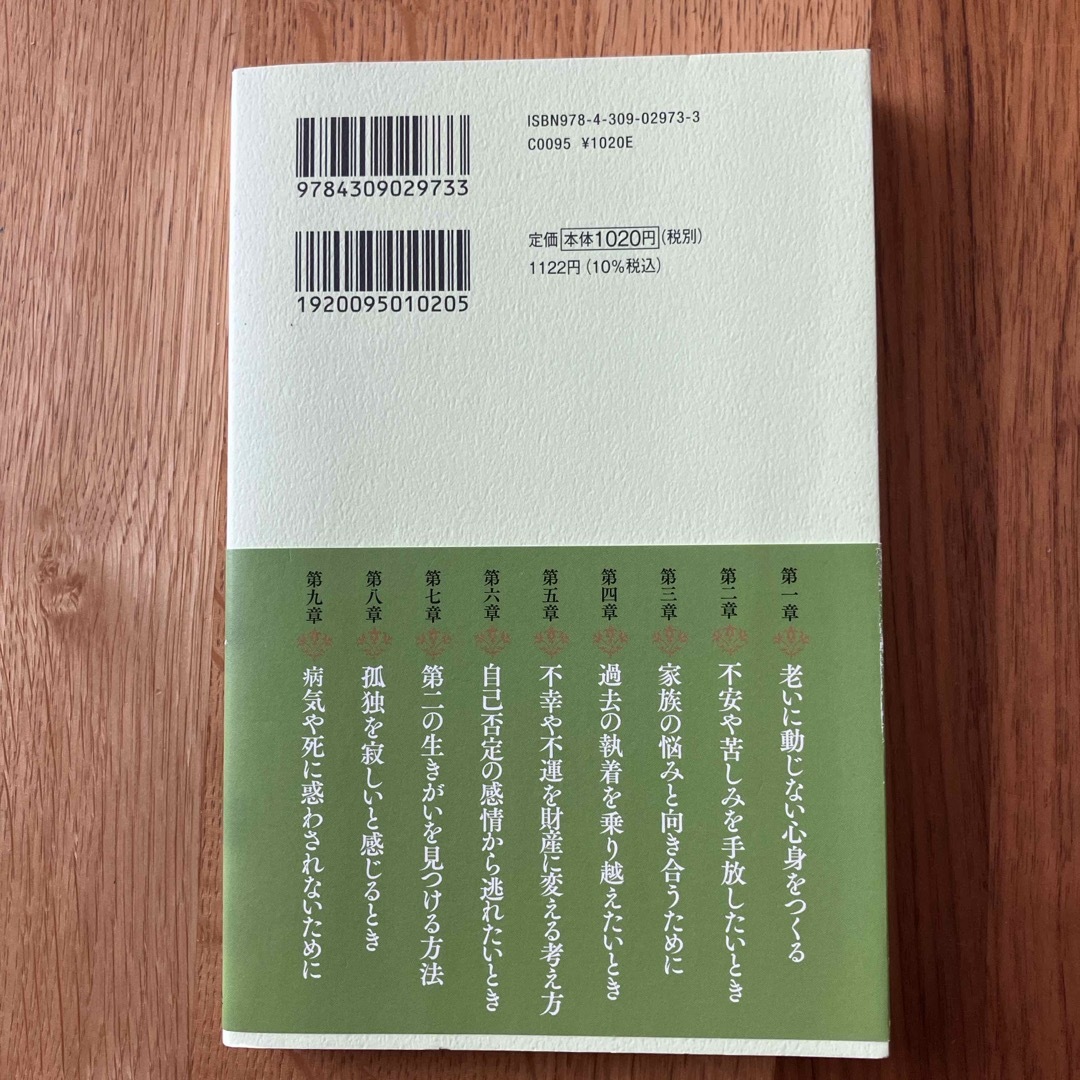 ISBN978-4-309-02973-3
C0095 ¥1020E
9784309029733
定価 本体1020円 (税別)
1122円 (10%税込)
1920095010205
第一章 老いに動じない心身をつくる
第二章 不安や苦しみを手放したいとき
第三章 家族の悩みと向き合うために
第四章 過去の執着を乗り越えたいとき
第五章 不幸や不運を財産に変える考え方
第六章 自己否定の感情から逃れたいとき
第七章 第二の生きがいを見つける方法
第八章 孤独を寂しいと感じるとき
第九章 病気や死に惑わされないために